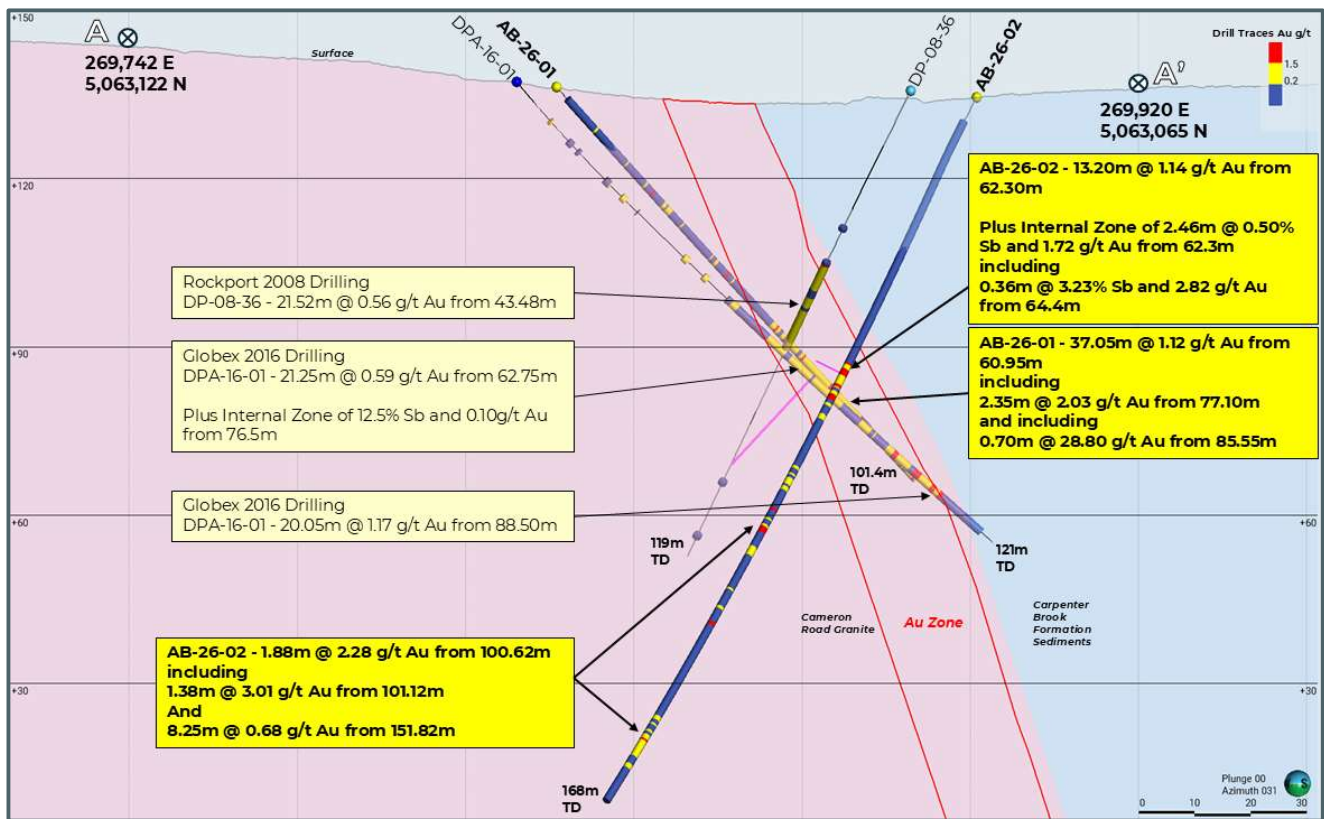 +150
A
269,742 E
5,063,122 N
Surface
DPA-16-01
AB-26-01
DP-08-36
AB-26-02
A'
269,920 E
5,063,065 N
Drill Traces Au g/t
1.5
0.2
+120
AB-26-02 - 13.20m @ 1.14 g/t Au from
62.30m
Plus Internal Zone of 2.46m @ 0.50%
Sb and 1.72 g/t Au from 62.3m
including
0.36m @ 3.23% Sb and 2.82 g/t Au
from 64.4m
Rockport 2008 Drilling
DP-08-36 - 21.52m @ 0.56 g/t Au from 43.48m
+90
Globex 2016 Drilling
DPA-16-01 - 21.25m @ 0.59 g/t Au from 62.75m
Plus Internal Zone of 12.5% Sb and 0.10g/t Au
from 76.5m
AB-26-01 - 37.05m @ 1.12 g/t Au from
60.95m
including
2.35m @ 2.03 g/t Au from 77.10m
and including
0.70m @ 28.80 g/t Au from 85.55m
101.4m
TD
Globex 2016 Drilling
DPA-16-01 - 20.05m @ 1.17 g/t Au from 88.50m
+60
+60
119m
TD
121m
TD
Cameron
Road Granite
Au Zone
Carpenter
Brook
Formation
Sediments
AB-26-02 - 1.88m @ 2.28 g/t Au from 100.62m
including
1.38m @ 3.01 g/t Au from 101.12m
And
8.25m @ 0.68 g/t Au from 151.82m
+30
+30
168m
TD
Plunge 00
Azimuth 031
S
0 10 20 30